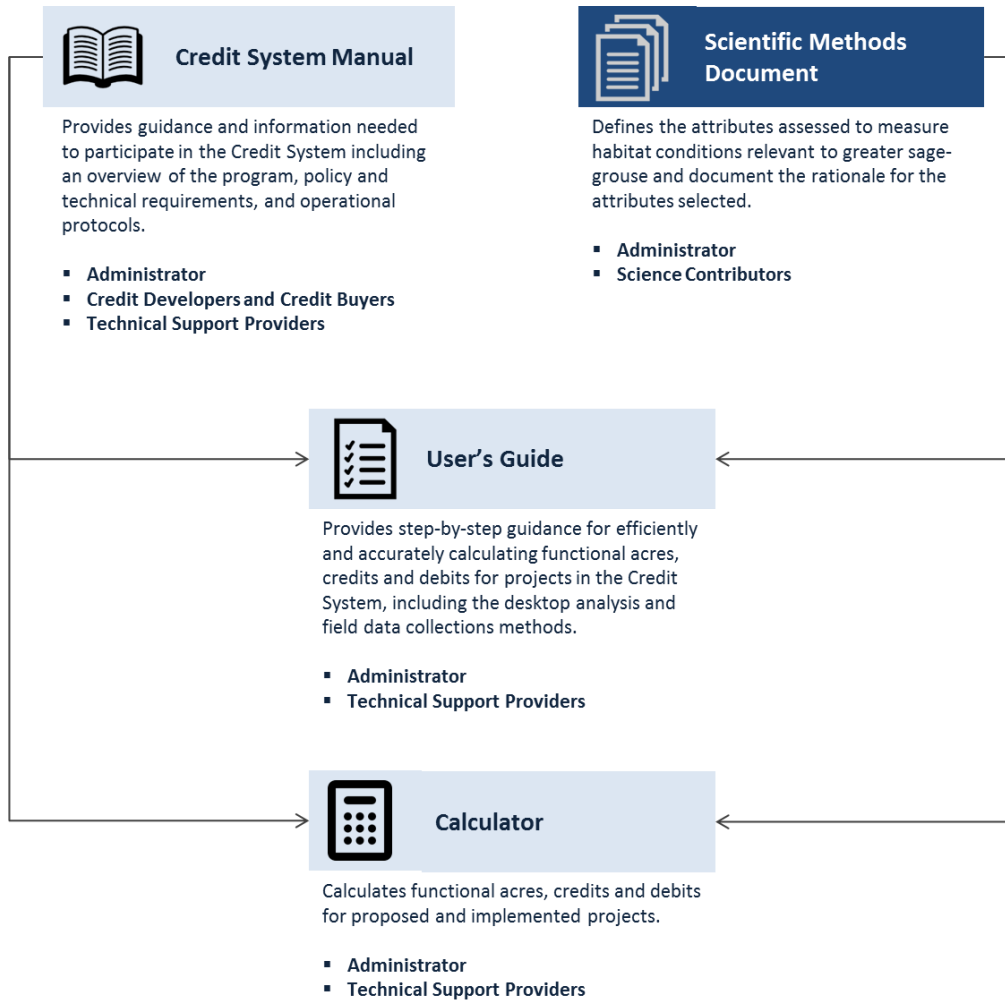 Credit System Manual
Provides guidance and information needed
to participate in the Credit System including
an overview of the program, policy and
technical requirements, and operational
protocols.
▪ Administrator
▪ Credit Developers and Credit Buyers
▪ Technical Support Providers
Scientific Methods
Document
Defines the attributes assessed to measure
habitat conditions relevant to greater sage-
grouse and document the rationale for the
attributes selected.
▪ Administrator
▪ Science Contributors
User's Guide
Provides step-by-step guidance for efficiently
and accurately calculating functional acres,
credits and debits for projects in the Credit
System, including the desktop analysis and
field data collections methods.
▪ Administrator
▪ Technical Support Providers
Calculator
Calculates functional acres, credits and debits
for proposed and implemented projects.
▪ Administrator
▪ Technical Support Providers